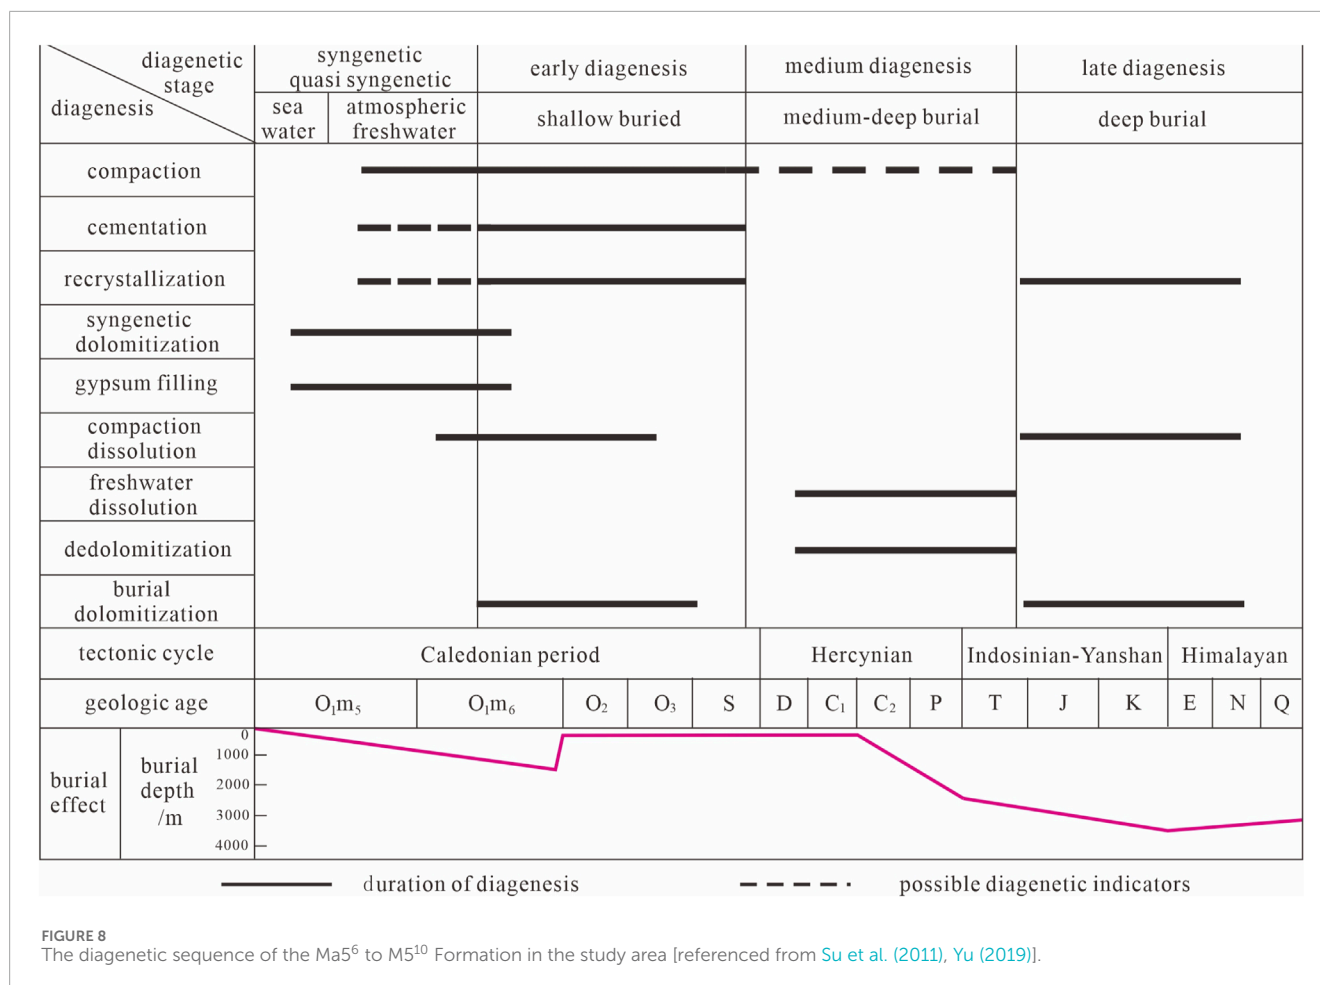 diagenetic
stage
diagenesis
syngenetic
quasi syngenetic
early diagenesis
medium diagenesis
late diagenesis
sea
water
atmospheric
freshwater
shallow buried
medium-deep burial
deep burial
compaction
cementation
recrystallization
syngenetic
dolomitization
gypsum filling
compaction
dissolution
freshwater
dissolution
dedolomitization
burial
dolomitization
tectonic cycle
Caledonian period
Hercynian
Indosinian-Yanshan
Himalayan
geologic age
O₁m₅
O₁m₆
O₂
O₃
S
D
C₁
C₂
P
T
J
K
E
N
Q
burial
effect
burial
depth
/m
0
1000
2000
3000
4000
duration of diagenesis
possible diagenetic indicators
FIGURE 8
The diagenetic sequence of the Ma5⁶ to M5¹⁰ Formation in the study area [referenced from Su et al. (2011), Yu (2019)].